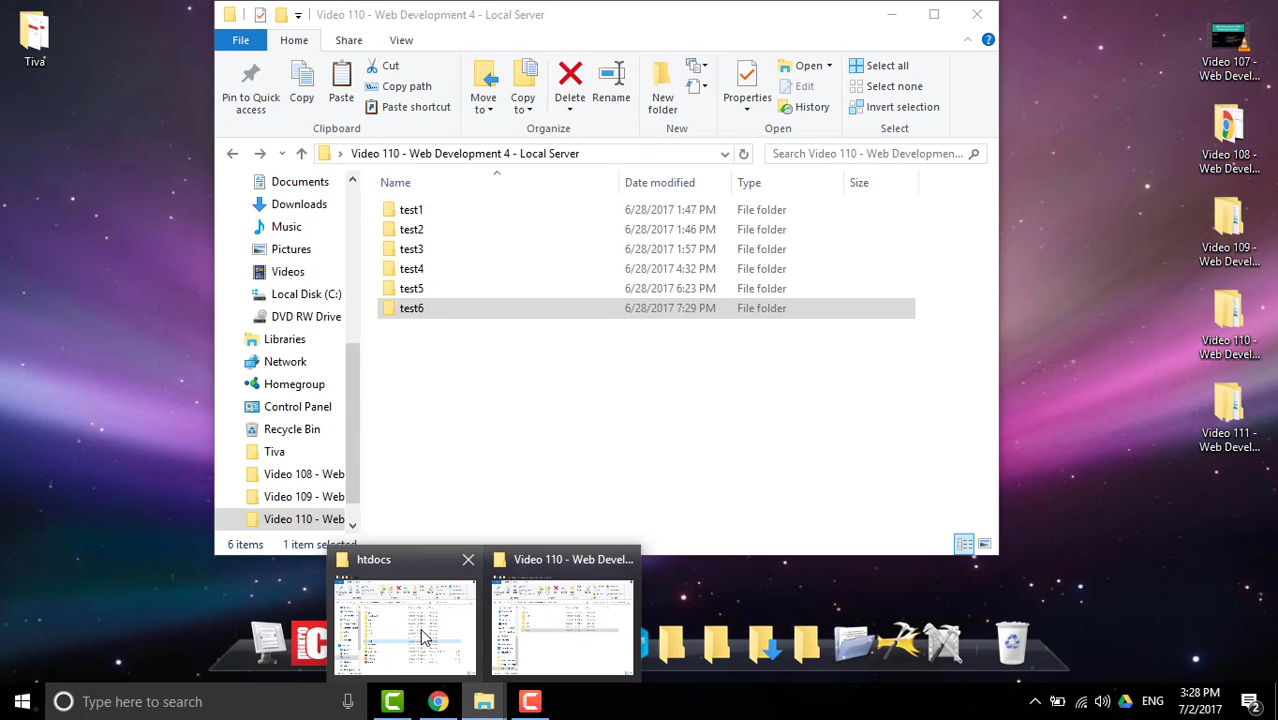 Tiva
Video 110 - Web Development 4 - Local Server
File Home Share View
Pin to Quick access
Copy
Paste
Cut
Copy path
Paste shortcut
Clipboard
Move to
Copy to
Delete
Rename
Organize
New folder
New
Properties
Open
Edit
History
Open
Select all
Select none
Invert selection
Select
Video 110 - Web Development 4 - Local Server
Search Video 110 - Web Developmen...
Name Date modified Type Size
test1 6/28/2017 1:47 PM File folder
test2 6/28/2017 1:46 PM File folder
test3 6/28/2017 1:57 PM File folder
test4 6/28/2017 4:32 PM File folder
test5 6/28/2017 6:23 PM File folder
test6 6/28/2017 7:29 PM File folder
Documents
Downloads
Music
Pictures
Videos
Local Disk (C:)
DVD RW Drive
Libraries
Network
Homegroup
Control Panel
Recycle Bin
Tiva
Video 108 - Web
Video 109 - Web
Video 110 - Web
6 items 1 item selected
htdocs
Video 110 - Web Devel...
Video 107 -
Web Devel...
Video 108 -
Web Devel...
Video 109 -
Web Devel...
Video 110 -
Web Devel...
Video 111 -
Web Devel...
Type here to search
ENG
3:28 PM
7/2/2017
2